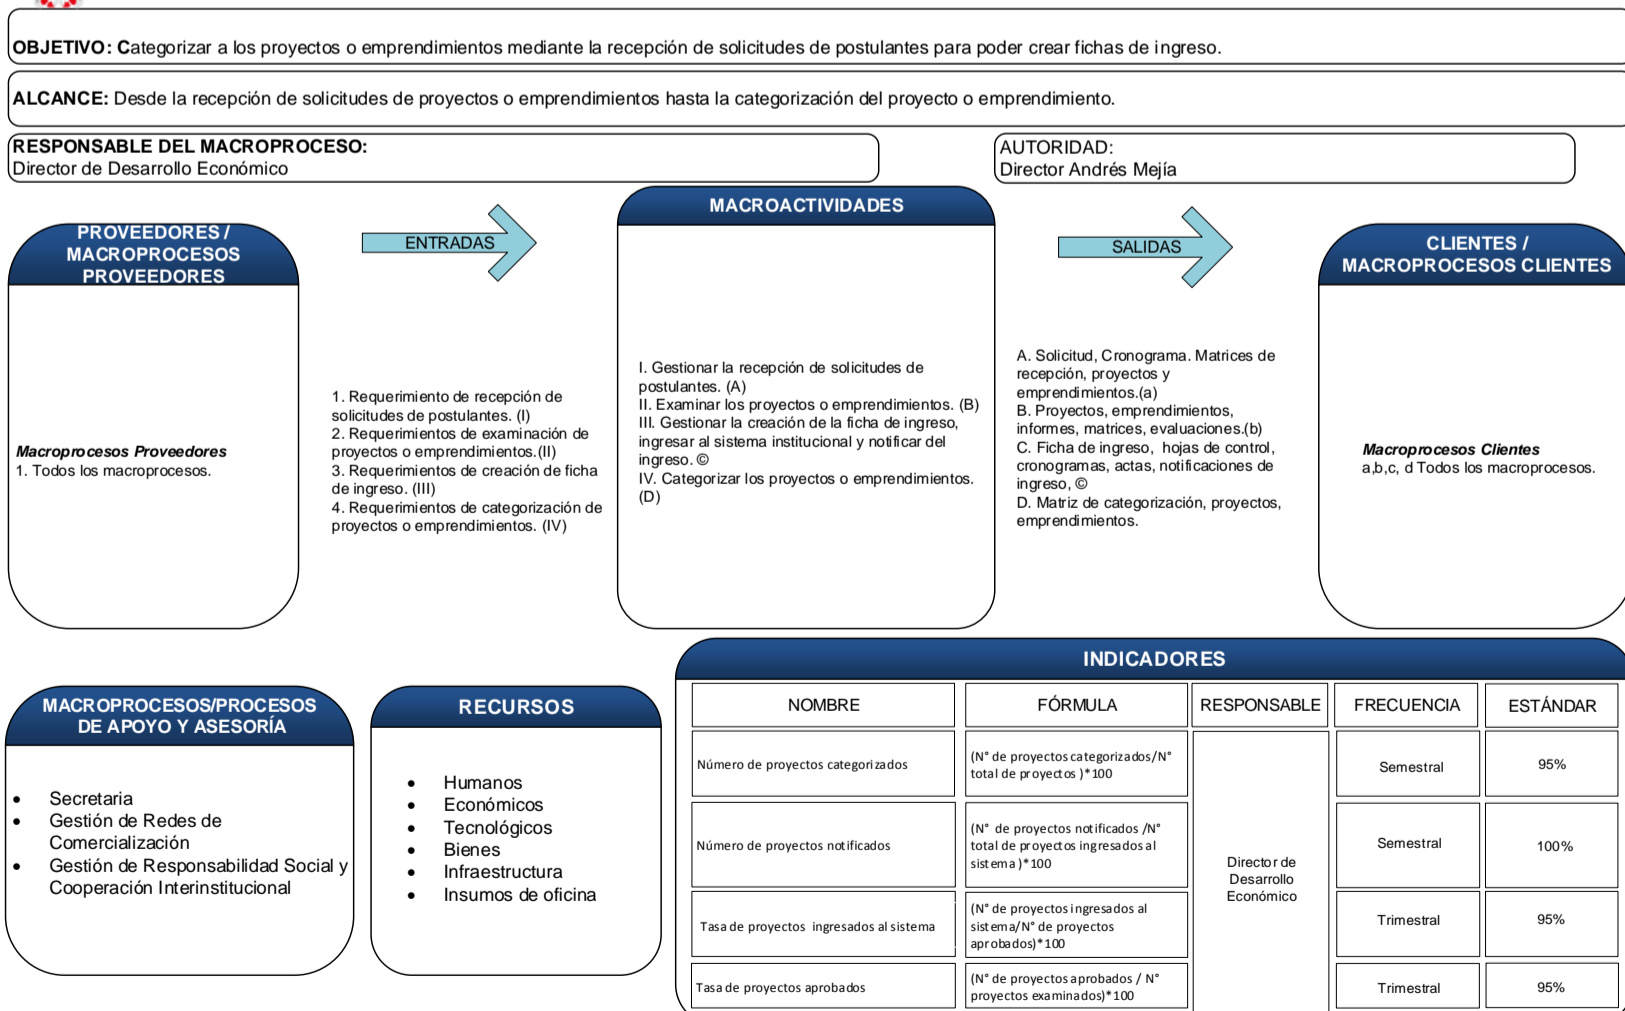 OBJETIVO: Categorizar a los proyectos o emprendimientos mediante la recepción de solicitudes de postulantes para poder crear fichas de ingreso.
ALCANCE: Desde la recepción de solicitudes de proyectos o emprendimientos hasta la categorización del proyecto o emprendimiento.
RESPONSABLE DEL MACROPROCESO:
Director de Desarrollo Económico
AUTORIDAD:
Director Andrés Mejía
PROVEEDORES /
MACROPROCESOS
PROVEEDORES
Macroprocesos Proveedores
1. Todos los macroprocesos.
ENTRADAS
1. Requerimiento de recepción de
solicitudes de postulantes. (I)
2. Requerimientos de examinación de
proyectos o emprendimientos.(II)
3. Requerimientos de creación de ficha
de ingreso. (III)
4. Requerimientos de categorización de
proyectos o emprendimientos. (IV)
MACROACTIVIDADES
I. Gestionar la recepción de solicitudes de
postulantes. (A)
II. Examinar los proyectos o emprendimientos. (B)
III. Gestionar la creación de la ficha de ingreso,
ingresar al sistema institucional y notificar del
ingreso. ©
IV. Categorizar los proyectos o emprendimientos.
(D)
SALIDAS
A. Solicitud, Cronograma. Matrices de
recepción, proyectos y
emprendimientos.(a)
B. Proyectos, emprendimientos,
informes, matrices, evaluaciones.(b)
C. Ficha de ingreso, hojas de control,
cronogramas, actas, notificaciones de
ingreso, ©
D. Matriz de categorización, proyectos,
emprendimientos.
CLIENTES /
MACROPROCESOS CLIENTES
Macroprocesos Clientes
a,b,c, d Todos los macroprocesos.
MACROPROCESOS/PROCESOS
DE APOYO Y ASESORÍA
• Secretaria
• Gestión de Redes de
Comercialización
• Gestión de Responsabilidad Social y
Cooperación Interinstitucional
RECURSOS
• Humanos
• Económicos
• Tecnológicos
• Bienes
• Infraestructura
• Insumos de oficina
INDICADORES
NOMBRE FÓRMULA RESPONSABLE FRECUENCIA ESTÁNDAR
Número de proyectos categorizados
(N° de proyectos categorizados/N°
total de proyectos )*100
Semestral
95%
Número de proyectos notificados
(N° de proyectos notificados /N°
total de proyectos ingresados al
sistema )*100
Semestral
100%
Director de
Desarrollo
Económico
Tasa de proyectos ingresados al sistema
(N° de proyectos ingresados al
sistema/N° de proyectos
aprobados)*100
Trimestral
95%
Tasa de proyectos aprobados
(N° de proyectos aprobados / N°
proyectos examinados)*100
Trimestral
95%